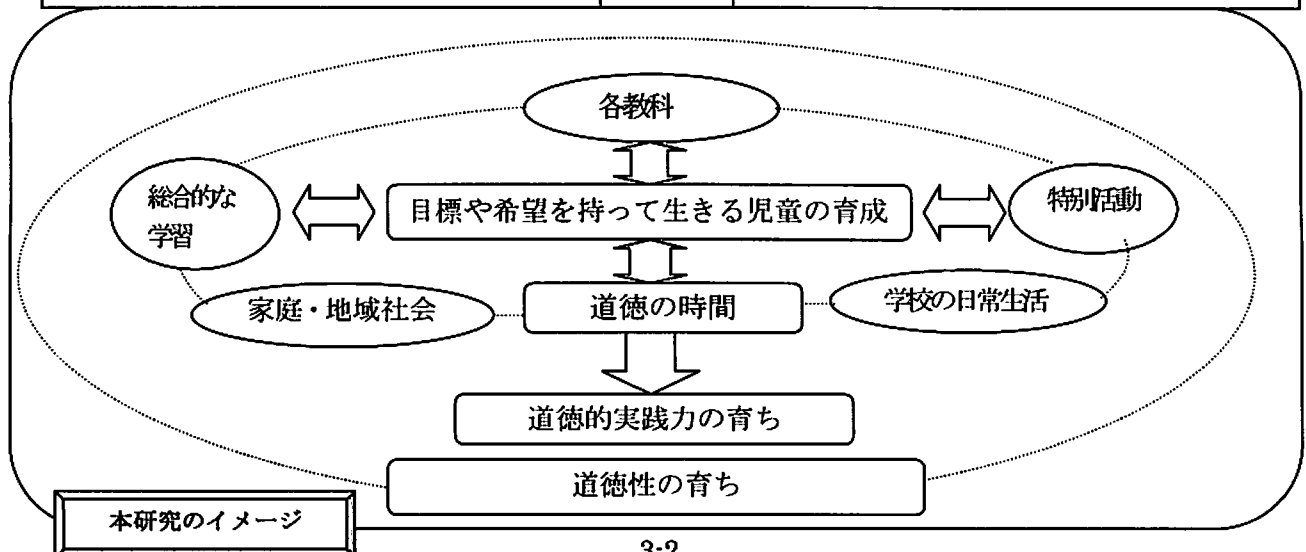 各教科
総合的な
学習
目標や希望を持って生きる児童の育成
特別活動
家庭・地域社会
道徳の時間
学校の日常生活
道徳的実践力の育ち
道徳性の育ち
本研究のイメージ
3-2